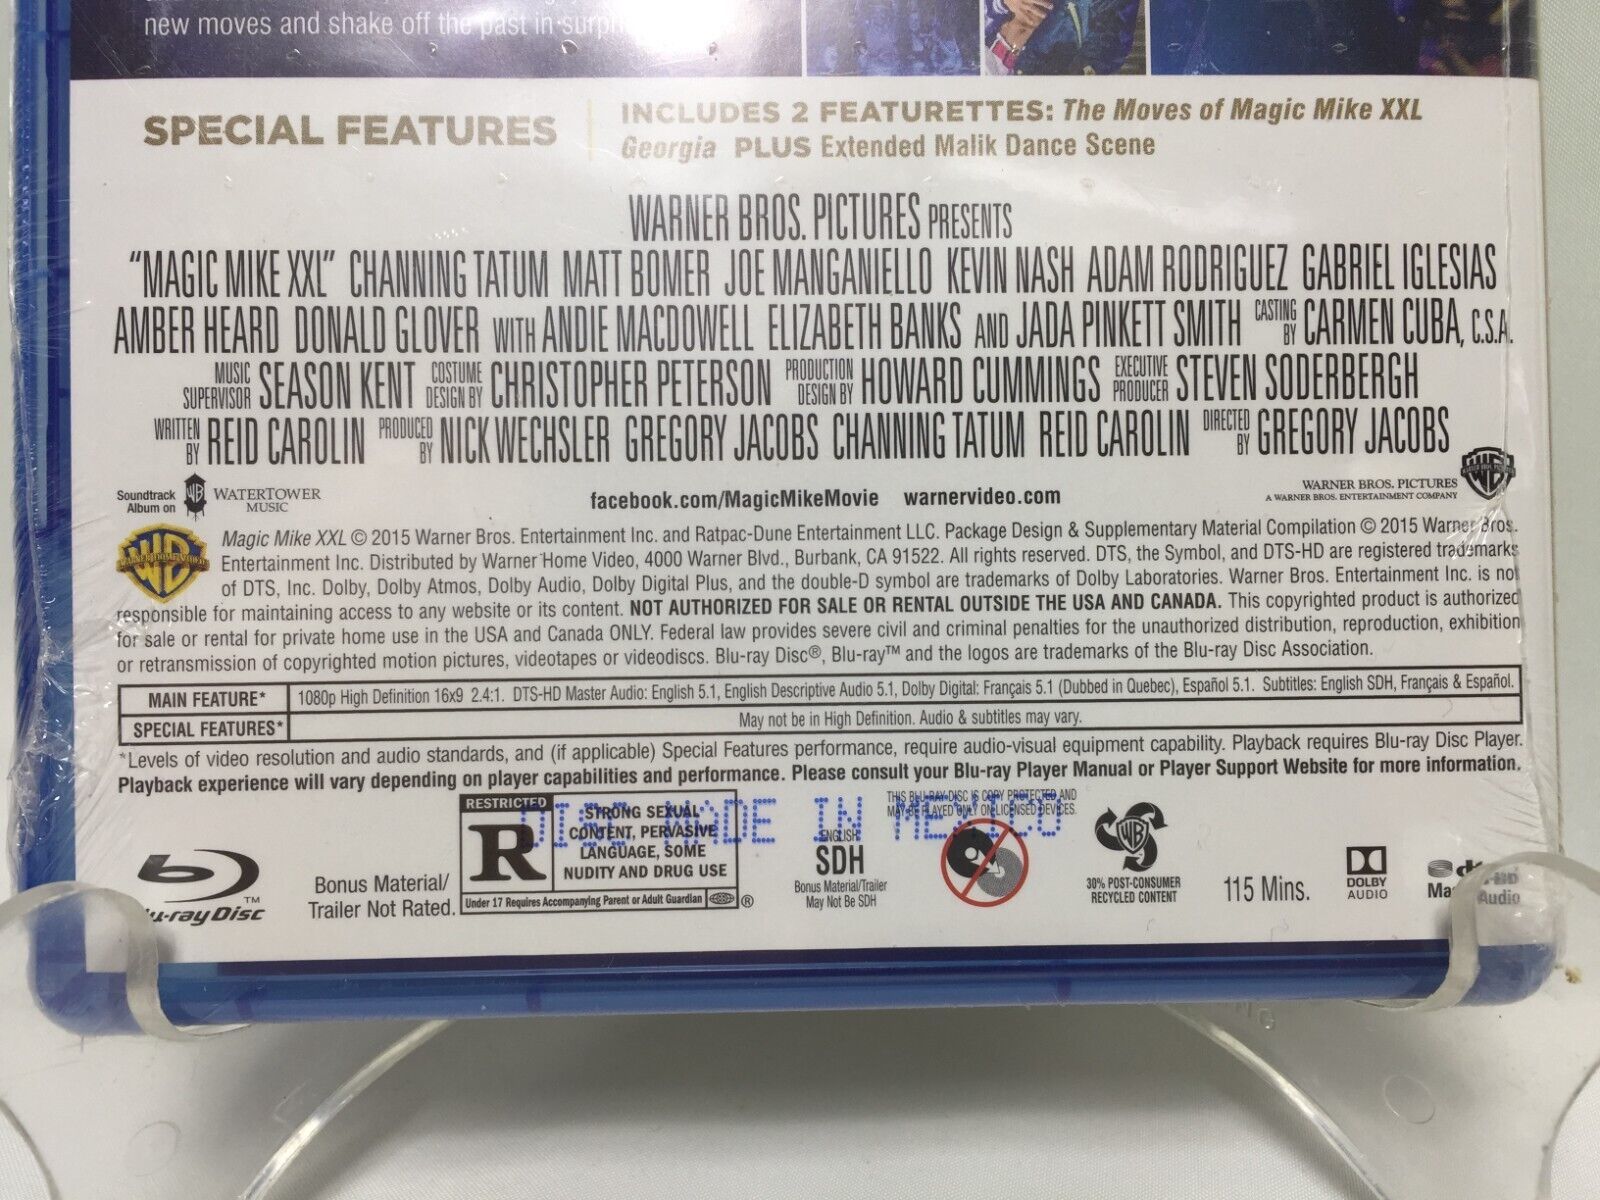 new moves and shake off the past in
SPECIAL FEATURES
INCLUDES 2 FEATURETTES: The Moves of Magic Mike XXL
Georgia PLUS Extended Malik Dance Scene
WARNER BROS. PICTURES PRESENTS
"MAGIC MIKE XXL" CHANNING TATUM MATT BOMER JOE MANGANIELLO KEVIN NASH ADAM RODRIGUEZ GABRIEL IGLESIAS
AMBER HEARD DONALD GLOVER WITH ANDIE MACDOWELL ELIZABETH BANKS AND JADA PINKETT SMITH CASTING BY CARMEN CUBA, C.S.A.
MUSIC SUPERVISOR SEASON KENT COSTUME DESIGN BY CHRISTOPHER PETERSON PRODUCTION DESIGN BY HOWARD CUMMINGS EXECUTIVE PRODUCER STEVEN SODERBERGH
WRITTEN BY REID CAROLIN PRODUCED BY NICK WECHSLER GREGORY JACOBS CHANNING TATUM REID CAROLIN DIRECTED BY GREGORY JACOBS
Soundtrack
Album on
WB
WATERTOWER
MUSIC
facebook.com/MagicMikeMovie warnervideo.com
WARNER BROS. PICTURES
A WARNER BROS. ENTERTAINMENT COMPANY
Magic Mike XXL © 2015 Warner Bros. Entertainment Inc. and Ratpac-Dune Entertainment LLC. Package Design & Supplementary Material Compilation © 2015 Warner Bros.
Entertainment Inc. Distributed by Warner Home Video, 4000 Warner Blvd., Burbank, CA 91522. All rights reserved. DTS, the Symbol, and DTS-HD are registered trademarks
of DTS, Inc. Dolby, Dolby Atmos, Dolby Audio, Dolby Digital Plus, and the double-D symbol are trademarks of Dolby Laboratories. Warner Bros. Entertainment Inc. is not
responsible for maintaining access to any website or its content. NOT AUTHORIZED FOR SALE OR RENTAL OUTSIDE THE USA AND CANADA. This copyrighted product is authorized
for sale or rental for private home use in the USA and Canada ONLY. Federal law provides severe civil and criminal penalties for the unauthorized distribution, reproduction, exhibition
or retransmission of copyrighted motion pictures, videotapes or videodiscs. Blu-ray Disc®, Blu-ray™ and the logos are trademarks of the Blu-ray Disc Association.
MAIN FEATURE* 1080p High Definition 16x9 2.4:1. DTS-HD Master Audio: English 5.1, English Descriptive Audio 5.1, Dolby Digital: Français 5.1 (Dubbed in Quebec), Español 5.1. Subtitles: English SDH, Français & Español.
SPECIAL FEATURES* May not be in High Definition. Audio & subtitles may vary.
*Levels of video resolution and audio standards, and (if applicable) Special Features performance, require audio-visual equipment capability. Playback requires Blu-ray Disc Player.
Playback experience will vary depending on player capabilities and performance. Please consult your Blu-ray Player Manual or Player Support Website for more information.
DISC MADE IN MEXICO
Blu-ray Disc™
Bonus Material/
Trailer Not Rated.
RESTRICTED
R
STRONG SEXUAL
CONTENT, PERVASIVE
LANGUAGE, SOME
NUDITY AND DRUG USE
Under 17 Requires Accompanying Parent or Adult Guardian ®
ENGLISH
SDH
Bonus Material/Trailer
May Not Be SDH
THIS BLU-RAY DISC IS COPY PROTECTED AND
MAY BE PLAYED ONLY ON LICENSED DEVICES.
WB
30% POST-CONSUMER
RECYCLED CONTENT
115 Mins.
DOLBY
AUDIO
dts-HD
Audio